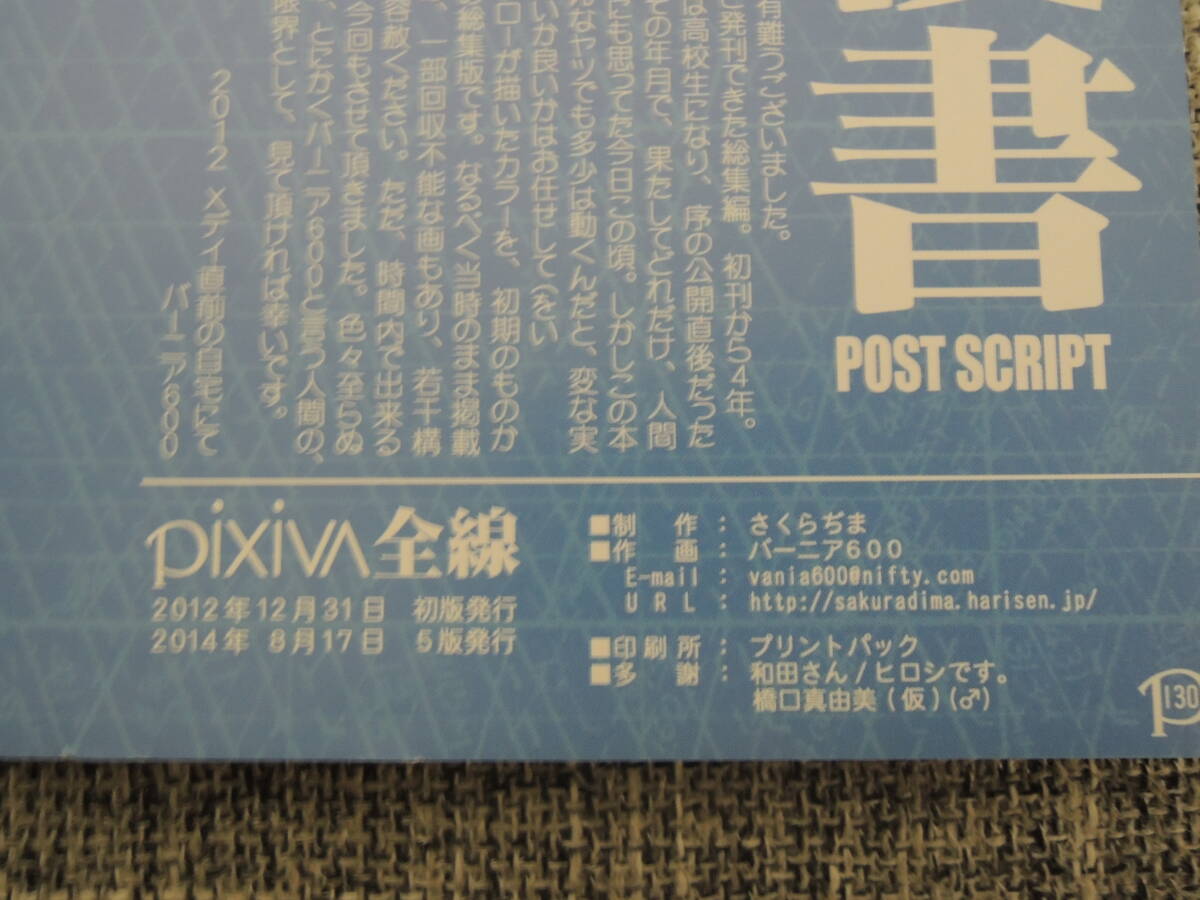 書
POST SCRIPT
有難うございました。
発刊できた総集編。初刊から4年。
は高校生になり、序の公開直後だった
その年月で、果たしてどれだけ、人間
にも思ってた今日この頃。しかしこの本
んなヤツでも多少は動くんだと、変な実
いか良いかはお任せして(をい
ローが描いたカラーを、初期のものか
総集版です。なるべく当時のまま掲載
、一部回収不能な画もあり、若干構
容赦ください。ただ、時間内で出来る
今回もさせて頂きました。色々至らぬ
、とにかくバーニア600と言う人間の、
限界として、見て頂ければ幸いです。
2012 メディ直前の自宅にて
バーニア600
pixivA全線
2012年12月31日 初版発行
2014年 8月17日 5版発行
■制 作 : さくらぢま
■作 画 : バーニア600
E-mail : vania600@nifty.com
URL : http://sakuradima.harisen.jp/
■印刷所 : プリントパック
■多 謝 : 和田さん/ヒロシです。
橋口真由美(仮)(♂)
P130